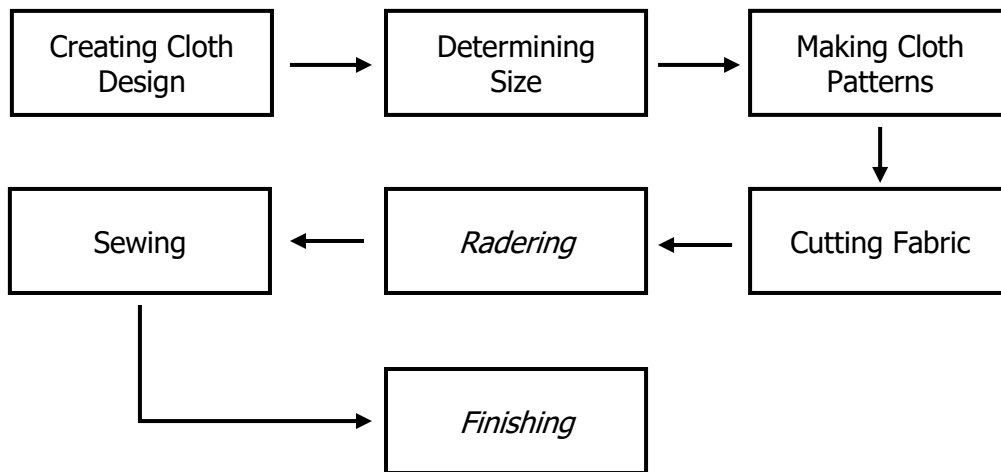 Creating Cloth
Design
Determining
Size
Making Cloth
Patterns
Cutting Fabric
Radering
Sewing
Finishing